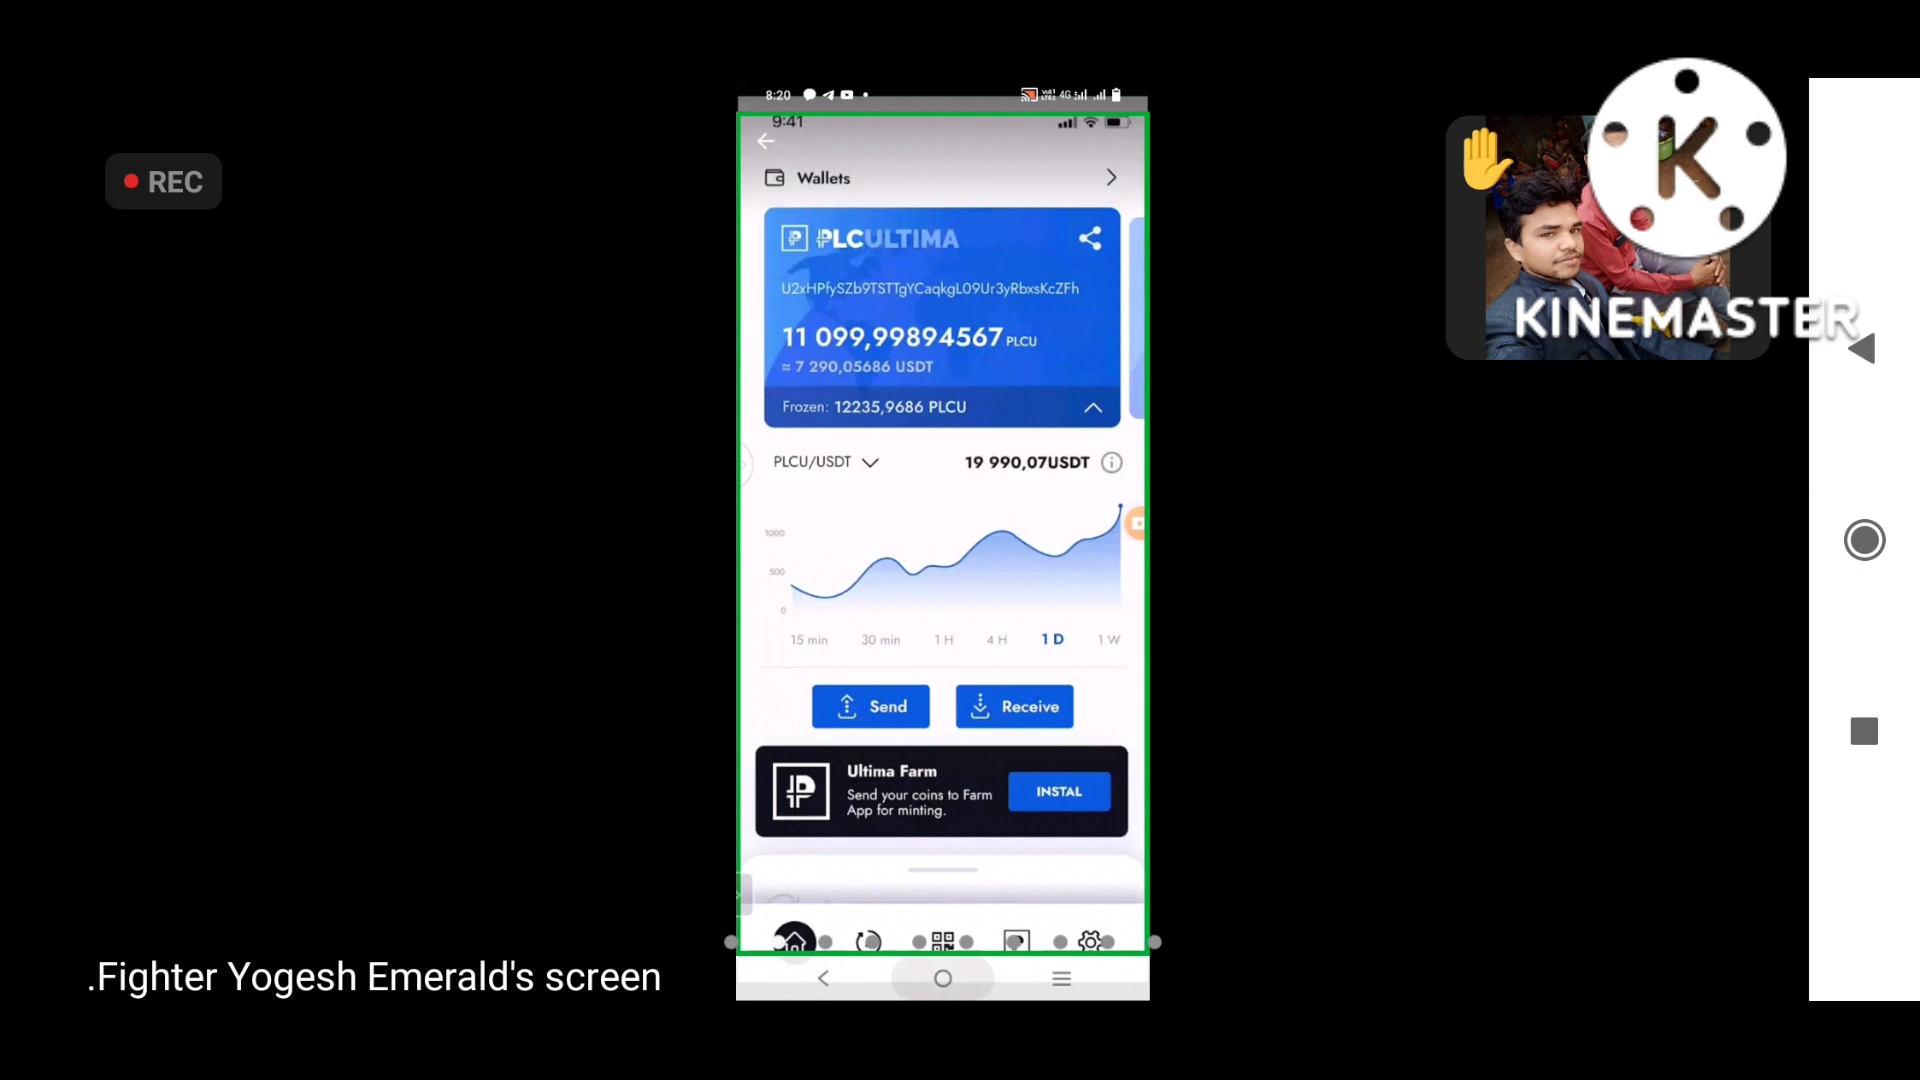 8:20
4G
9:41
REC
Wallets
PLCULTIMA
U2xHPfySZb9TSTTgYCaqkgL09Ur3yRbxsKcZFh
11 099,99894567 PLCU
≈ 7 290,05686 USDT
Frozen: 12235,9686 PLCU
PLCU/USDT
19 990,07USDT
1000
500
0
15 min
30 min
1 H
4 H
1 D
1 W
Send
Receive
Ultima Farm
Send your coins to Farm
App for minting.
INSTAL
K
KINEMASTER
.Fighter Yogesh Emerald's screen